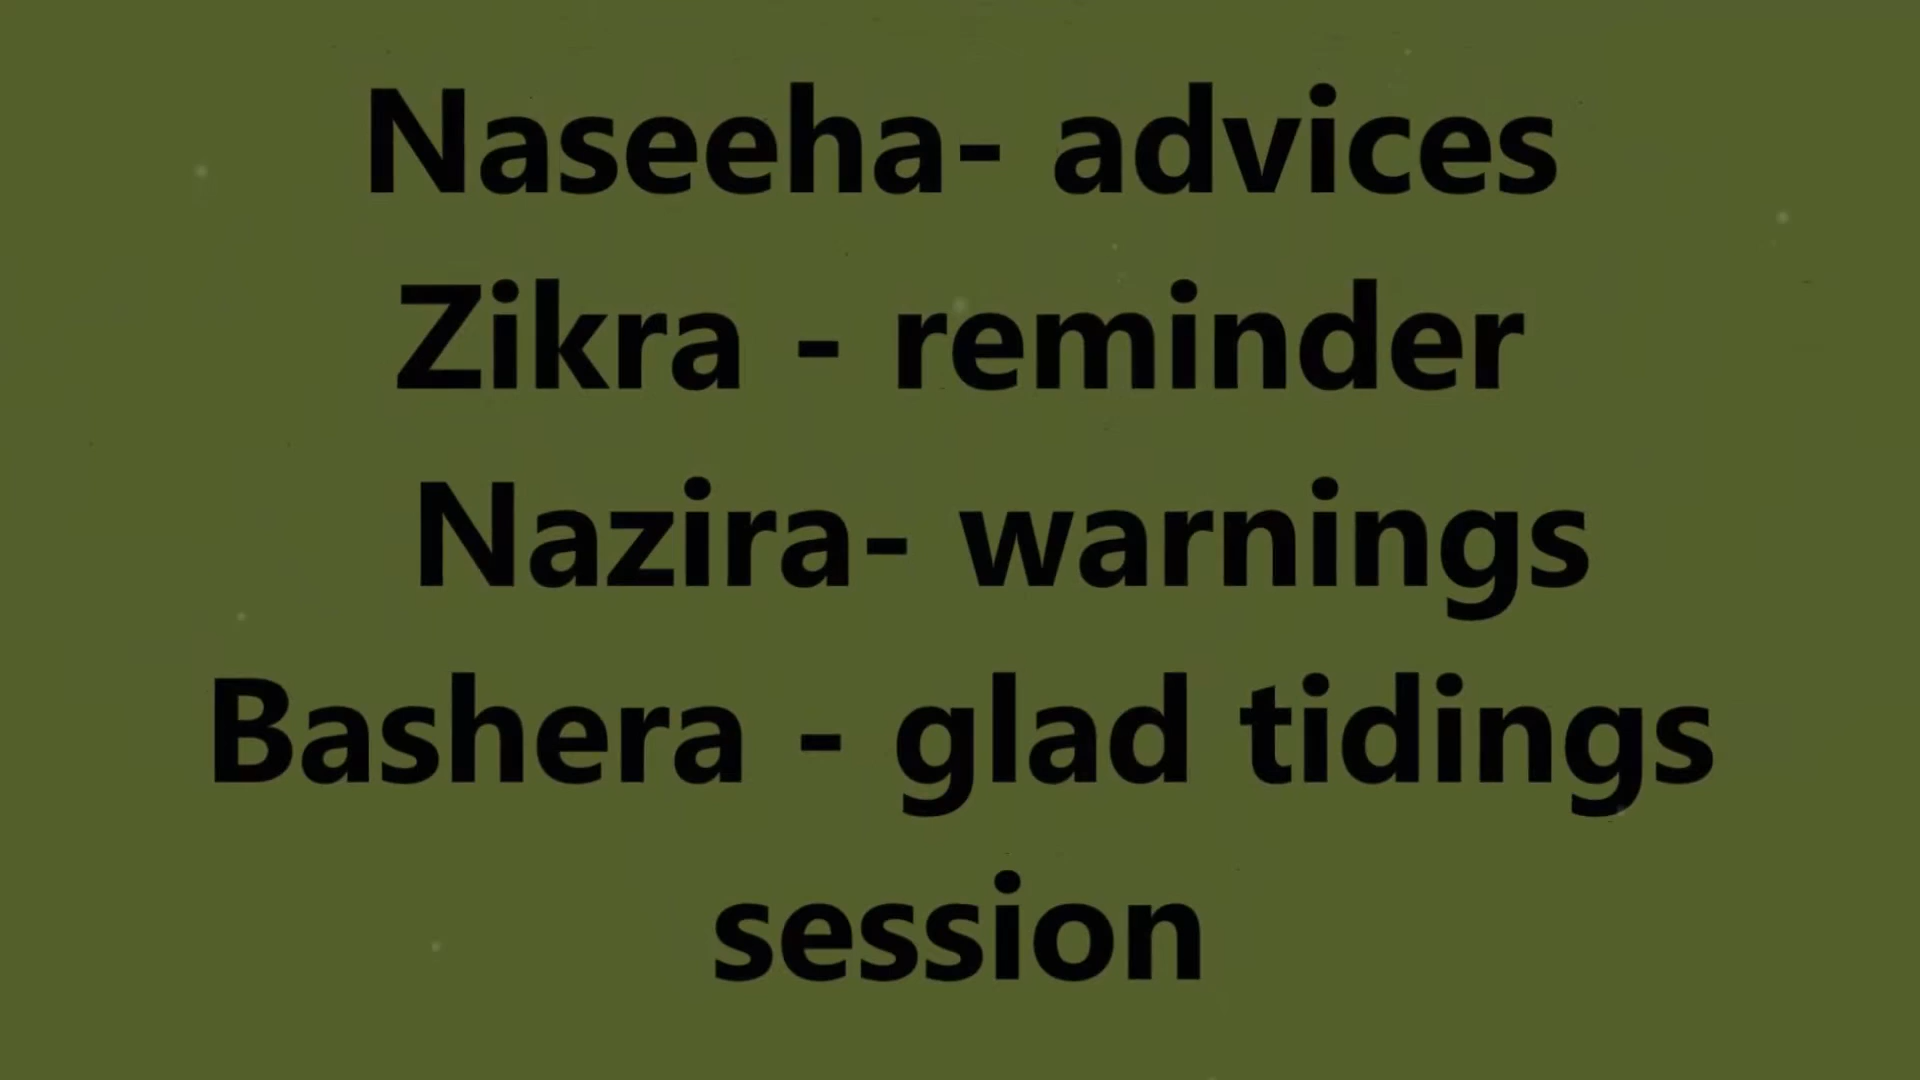 Naseeha- advices
Zikra - reminder
Nazira- warnings
Bashera - glad tidings
session